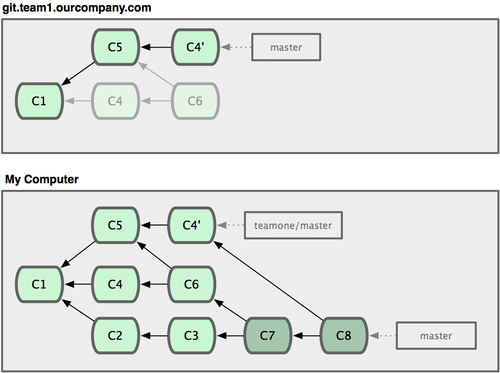 git.team1.ourcompany.com
C5 C4' master
C1 C4 C6
My Computer
C5 C4' teamone/master
C1 C4 C6
C2 C3 C7 C8 master